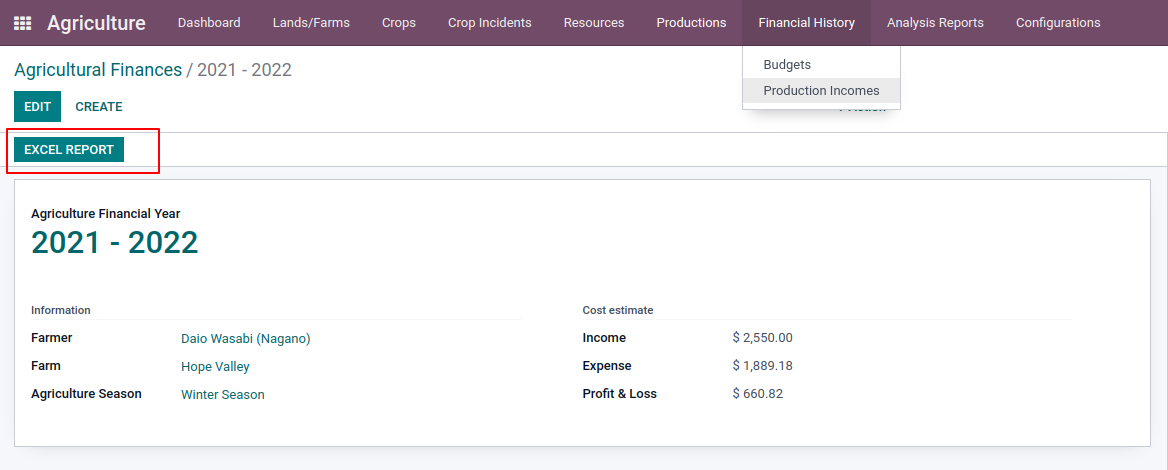 Agriculture Dashboard Lands/Farms Crops Crop Incidents Resources Productions Financial History Analysis Reports Configurations
Agricultural Finances / 2021 - 2022
Budgets
Production Incomes
EDIT CREATE
Action
EXCEL REPORT
Agriculture Financial Year
2021 - 2022
Information Cost estimate
Farmer Daio Wasabi (Nagano) Income $ 2,550.00
Farm Hope Valley Expense $ 1,889.18
Agriculture Season Winter Season Profit & Loss $ 660.82